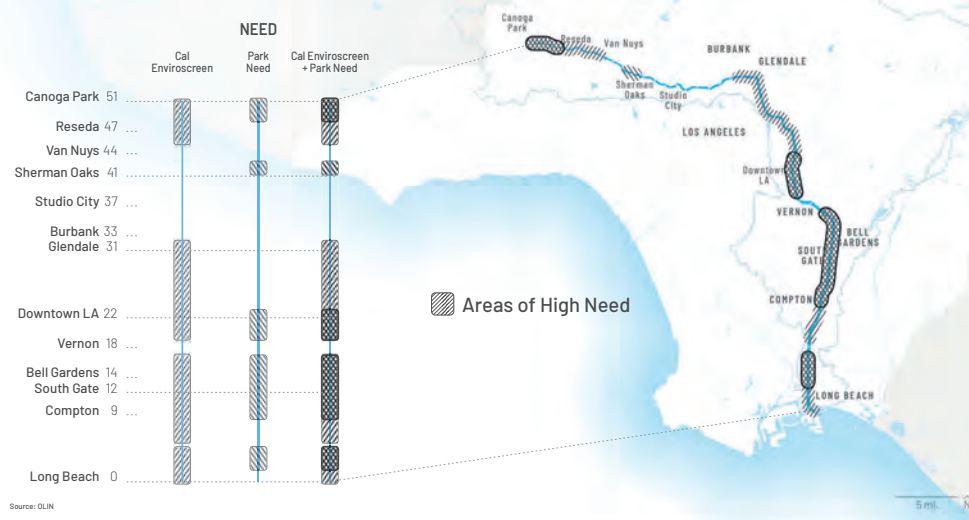 NEED
Cal
Enviroscreen
Park
Need
Cal Enviroscreen
+ Park Need
Canoga Park 51
Reseda 47 ...
Van Nuys 44 ...
Sherman Oaks 41
Studio City 37 ...
Burbank 33 ...
Glendale 31
Downtown LA 22
Vernon 18 ...
Bell Gardens 14 ...
South Gate 12
Compton 9 ...
Long Beach 0
Source: OLIN
Areas of High Need
Canoga
Park
Reseda
Van Nuys
Sherman
Oaks
Studio
City
BURBANK
GLENDALE
LOS ANGELES
Downtown
LA
VERNON
BELL
GARDENS
SOUTH
GATE
COMPTON
LONG BEACH
5 mi.
N